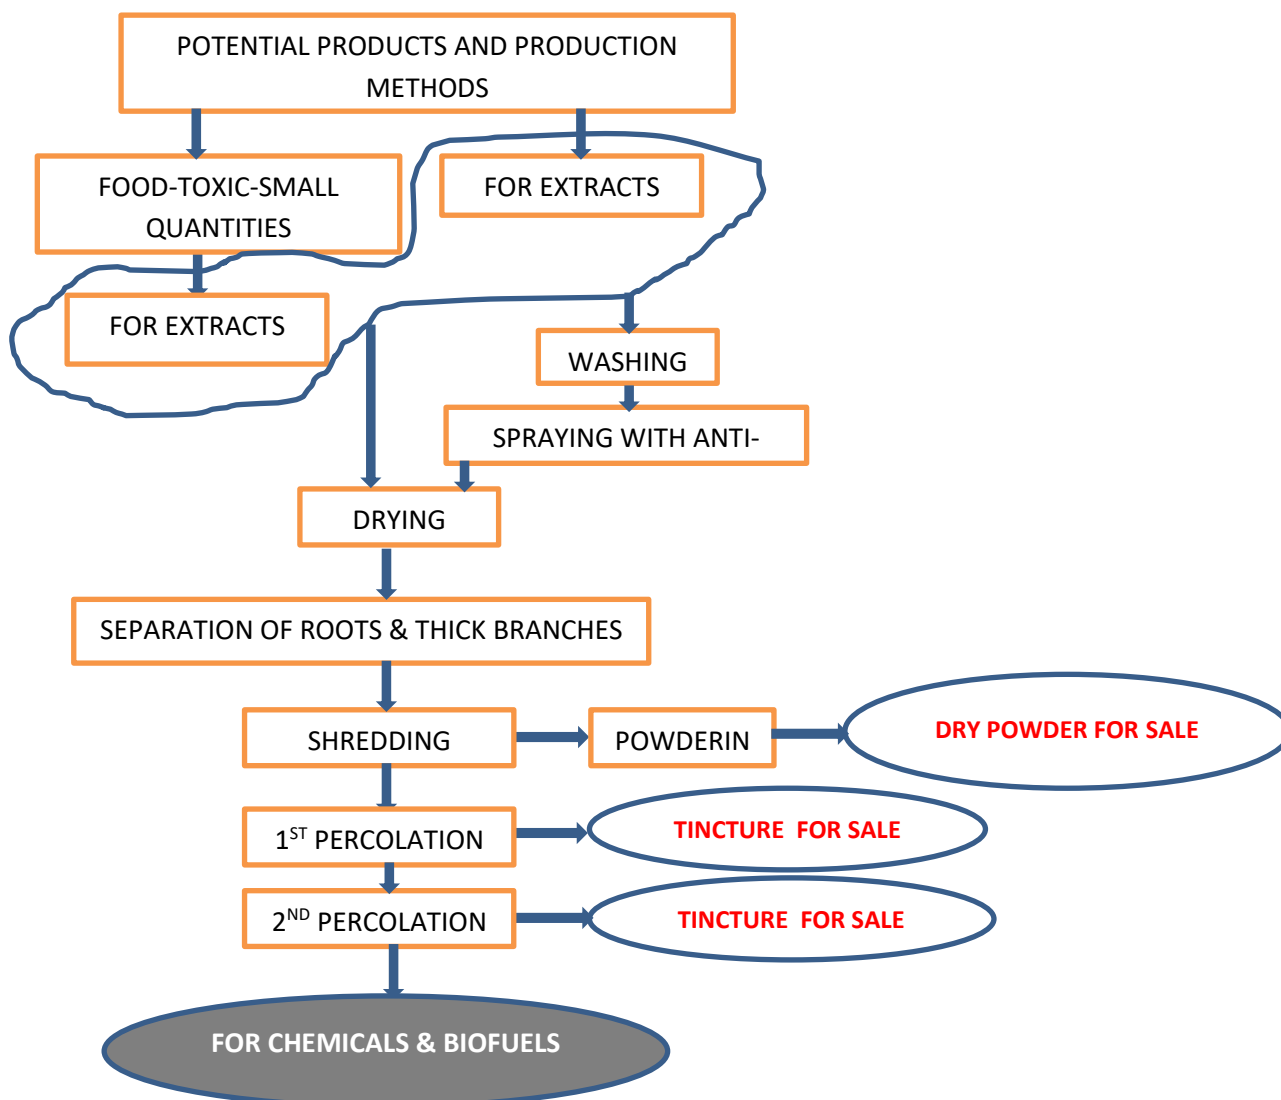 POTENTIAL PRODUCTS AND PRODUCTION
METHODS
FOOD-TOXIC-SMALL
QUANTITIES
FOR EXTRACTS
FOR EXTRACTS
WASHING
SPRAYING WITH ANTI-
DRYING
SEPARATION OF ROOTS & THICK BRANCHES
SHREDDING
POWDERIN
DRY POWDER FOR SALE
1ST PERCOLATION
TINCTURE FOR SALE
2ND PERCOLATION
TINCTURE FOR SALE
FOR CHEMICALS & BIOFUELS